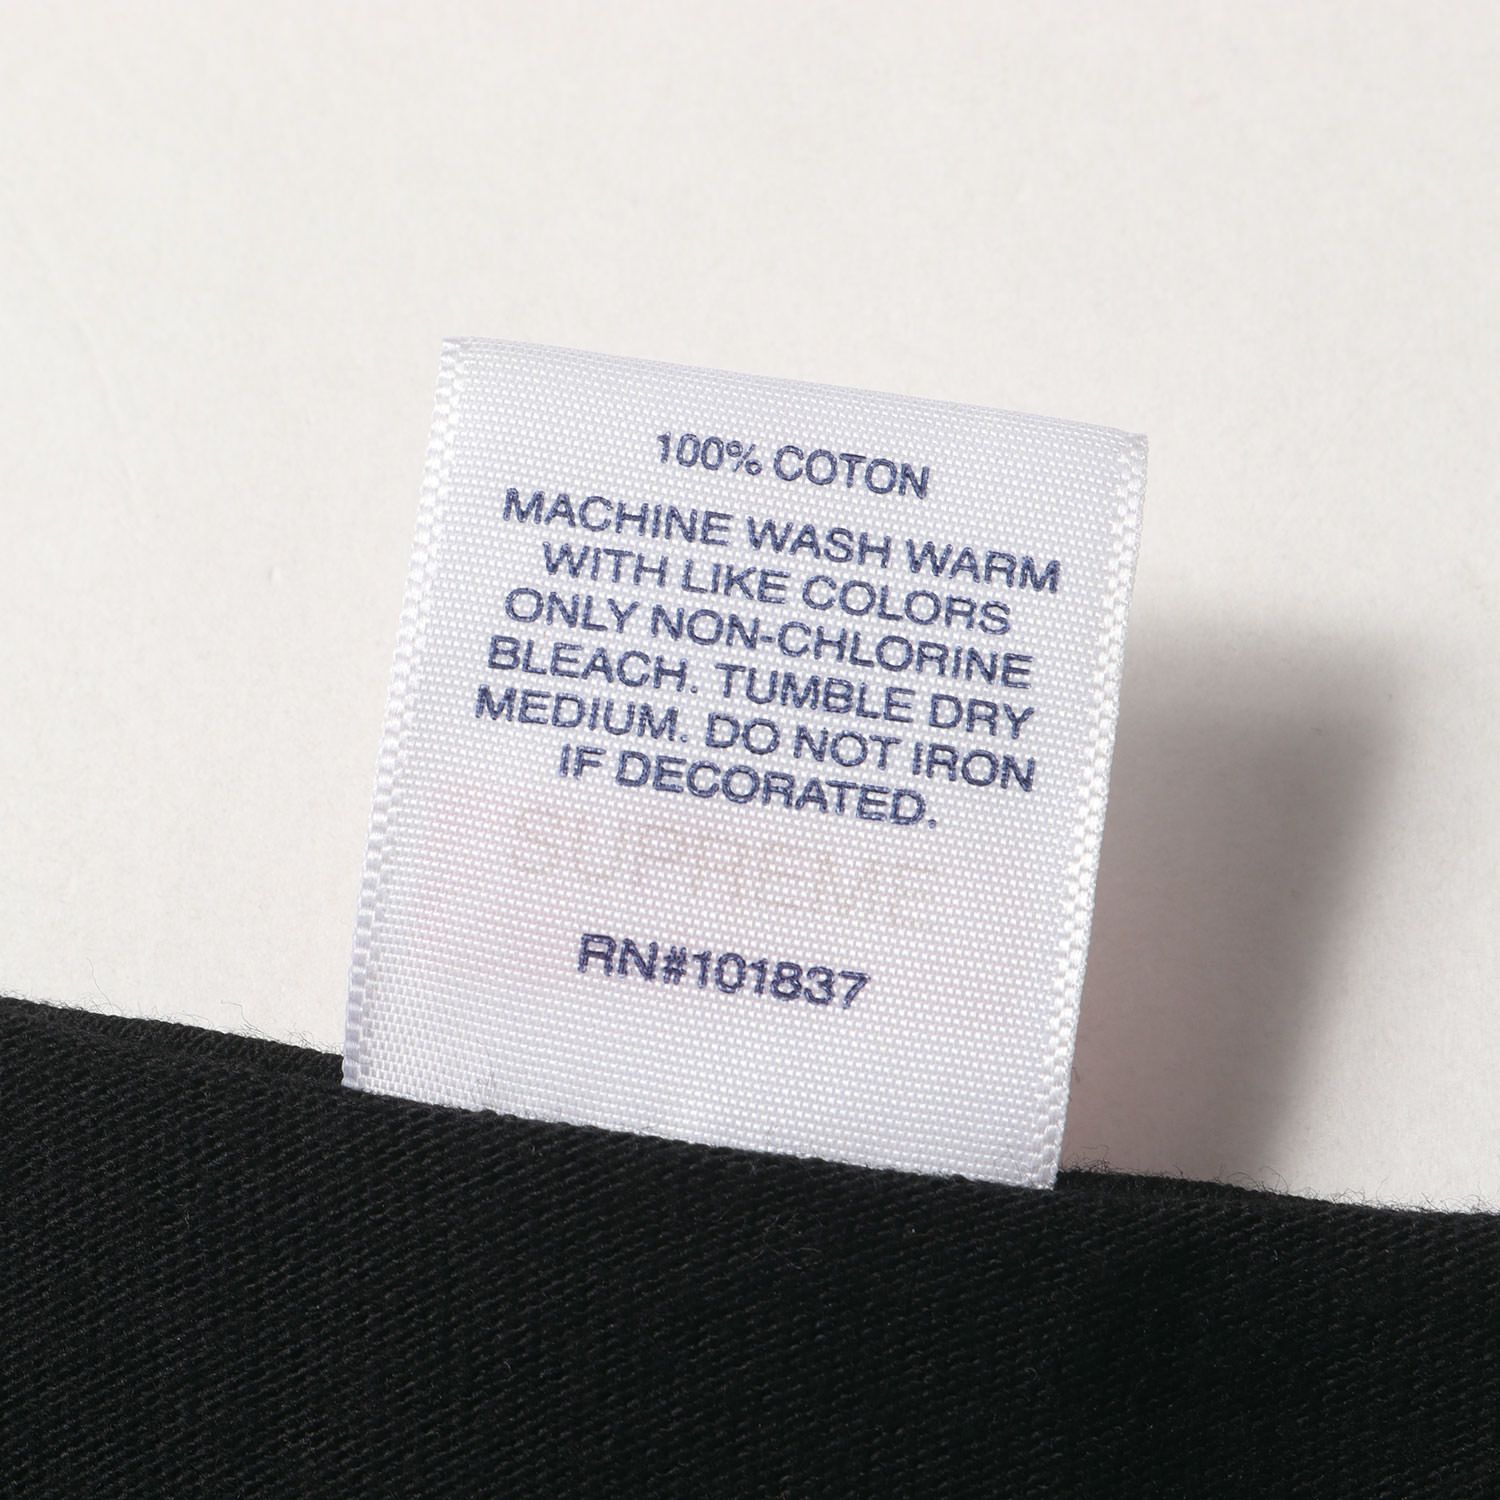 100% COTON
MACHINE WASH WARM
WITH LIKE COLORS
ONLY NON-CHLORINE
BLEACH. TUMBLE DRY
MEDIUM. DO NOT IRON
IF DECORATED.
SUPREME
RN#101837